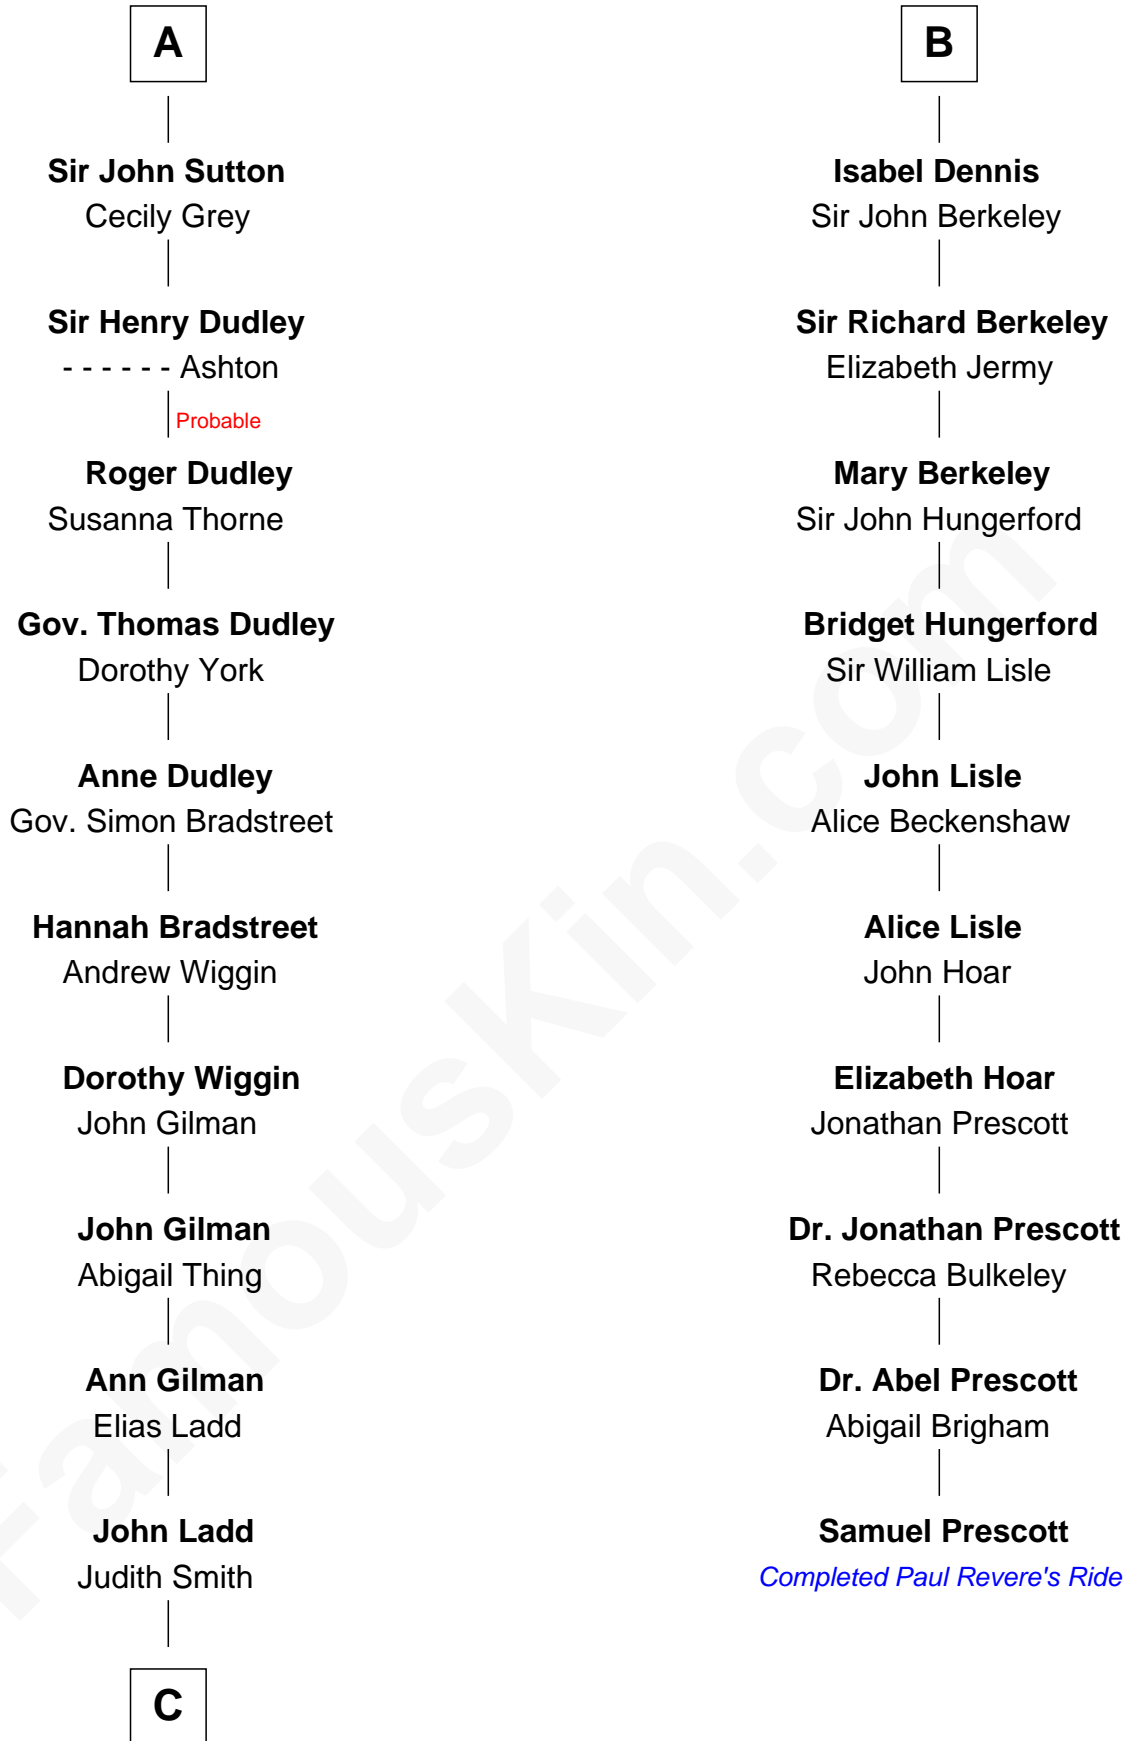 A
Sir John Sutton
Cecily Grey
Sir Henry Dudley
- - - - - - Ashton
Probable
Roger Dudley
Susanna Thorne
Gov. Thomas Dudley
Dorothy York
Anne Dudley
Gov. Simon Bradstreet
Hannah Bradstreet
Andrew Wiggin
Dorothy Wiggin
John Gilman
John Gilman
Abigail Thing
Ann Gilman
Elias Ladd
John Ladd
Judith Smith
C
B
Isabel Dennis
Sir John Berkeley
Sir Richard Berkeley
Elizabeth Jermy
Mary Berkeley
Sir John Hungerford
Bridget Hungerford
Sir William Lisle
John Lisle
Alice Beckenshaw
Alice Lisle
John Hoar
Elizabeth Hoar
Jonathan Prescott
Dr. Jonathan Prescott
Rebecca Bulkeley
Dr. Abel Prescott
Abigail Brigham
Samuel Prescott
Completed Paul Revere's Ride
FamousKin.com